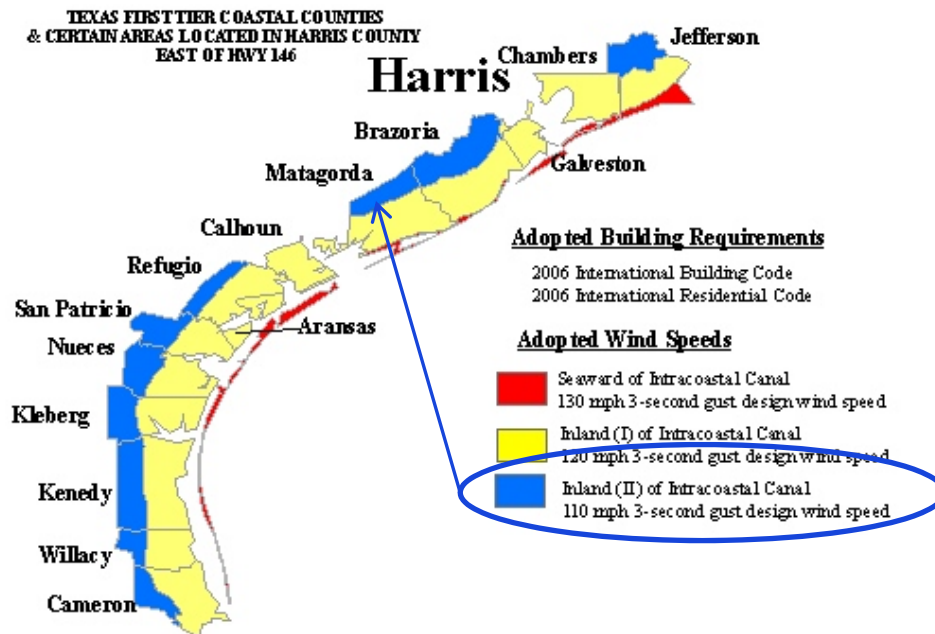 TEXAS FIRST TIER COASTAL COUNTIES
& CERTAIN AREAS LOCATED IN HARRIS COUNTY
EAST OF HWY 146
Jefferson
Chambers
Harris
Brazoria
Galveston
Matagorda
Calhoun
Refugio
San Patricio
Aransas
Nueces
Kleberg
Kenedy
Willacy
Cameron
Adopted Building Requirements
2006 International Building Code
2006 International Residential Code
Adopted Wind Speeds
Seaward of Intracoastal Canal
130 mph 3-second gust design wind speed
Inland (I) of Intracoastal Canal
120 mph 3-second gust design wind speed
Inland (II) of Intracoastal Canal
110 mph 3-second gust design wind speed